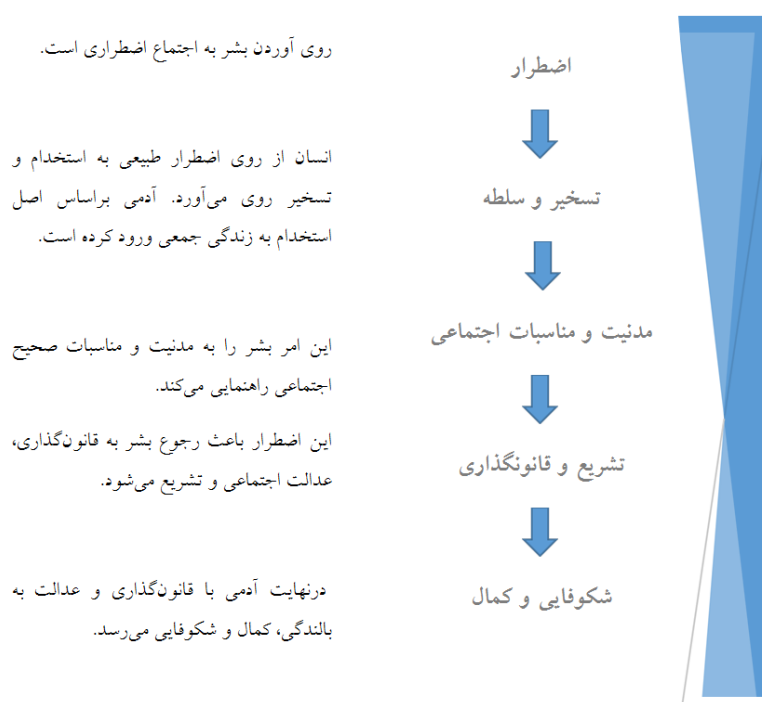 اضطرار
روی آوردن بشر به اجتماع اضطراری است.
تسخیر و سلطه
انسان از روی اضطرار طبیعی به استخدام و
تسخیر روی می‌آورد. آدمی براساس اصل
استخدام به زندگی جمعی ورود کرده است.
مدنیت و مناسبات اجتماعی
این امر بشر را به مدنیت و مناسبات صحیح
اجتماعی راهنمایی می‌کند.
تشریع و قانونگذاری
این اضطرار باعث رجوع بشر به قانون‌گذاری،
عدالت اجتماعی و تشریع می‌شود.
شکوفایی و کمال
درنهایت آدمی با قانون‌گذاری و عدالت به
بالندگی، کمال و شکوفایی می‌رسد.